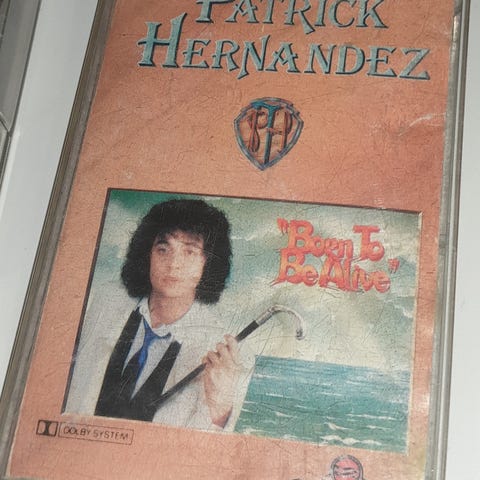 PATRICK
HERNANDEZ
PH
"Born To
Be Alive"
DOLBY SYSTEM